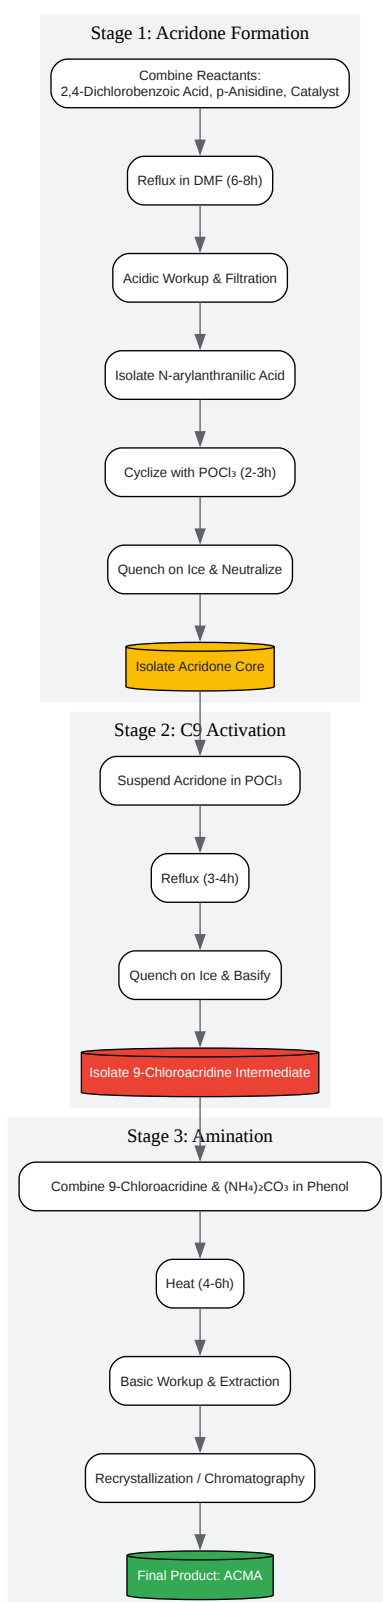 Stage 1: Acridone Formation
Combine Reactants:
2,4-Dichlorobenzoic Acid, p-Anisidine, Catalyst
Reflux in DMF (6-8h)
Acidic Workup & Filtration
Isolate N-arylanthranilic Acid
Cyclize with POCl₃ (2-3h)
Quench on Ice & Neutralize
Isolate Acridone Core
Stage 2: C9 Activation
Suspend Acridone in POCl₃
Reflux (3-4h)
Quench on Ice & Basify
Isolate 9-Chloroacridine Intermediate
Stage 3: Amination
Combine 9-Chloroacridine & (NH₄)₂CO₃ in Phenol
Heat (4-6h)
Basic Workup & Extraction
Recrystallization / Chromatography
Final Product: ACMA